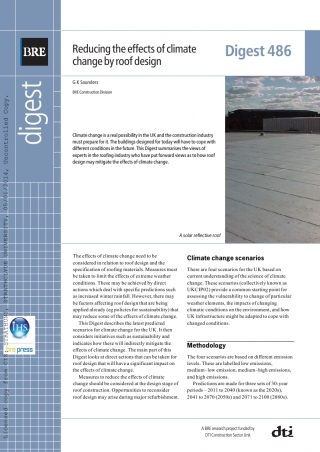 BRE
digest
Reducing the effects of climate
change by roof design
Digest 486
G K Saunders
BRE Construction Division
Climate change is a real possibility in the UK and the construction industry
must prepare for it. The buildings designed for today will have to cope with
different conditions in the future. This Digest summarises the views of
experts in the roofing industry who have put forward views as to how roof
design may mitigate the effects of climate change.
A solar reflective roof
The effects of climate change need to be
considered in relation to roof design and the
specification of roofing materials. Measures must
be taken to limit the effects of extreme weather
conditions. These may be achieved by direct
actions which deal with specific predictions such
as increased winter rainfall. However, there may
be factors affecting roof design that are being
applied already (eg policies for sustainability) that
may reduce some of the effects of climate change.
This Digest describes the latest predicted
scenarios for climate change for the UK. It then
considers initiatives such as sustainability and
indicates how these will indirectly mitigate the
effects of climate change. The main part of this
Digest looks at direct actions that can be taken for
roof design that will have a significant impact on
the effects of climate change.
Measures to reduce the effects of climate
change should be considered at the design stage of
roof construction. Opportunities to reconsider
roof design may arise during major refurbishment.
Climate change scenarios
There are four scenarios for the UK based on
current understanding of the science of climate
change. These scenarios (collectively known as
UKCIP02) provide a common starting point for
assessing the vulnerability to change of particular
weather elements, the impacts of changing
climatic conditions on the environment, and how
UK infrastructure might be adapted to cope with
changed conditions.
Methodology
The four scenarios are based on different emission
levels. These are labelled low emissions,
medium–low emissions, medium–high emissions,
and high emissions.
Predictions are made for three sets of 30-year
periods – 2011 to 2040 (known as the 2020s),
2041 to 2070 (2050s) and 2071 to 2100 (2080s).
IHS
bre press
A BRE research project funded by
DTI Construction Sector Unit
dti